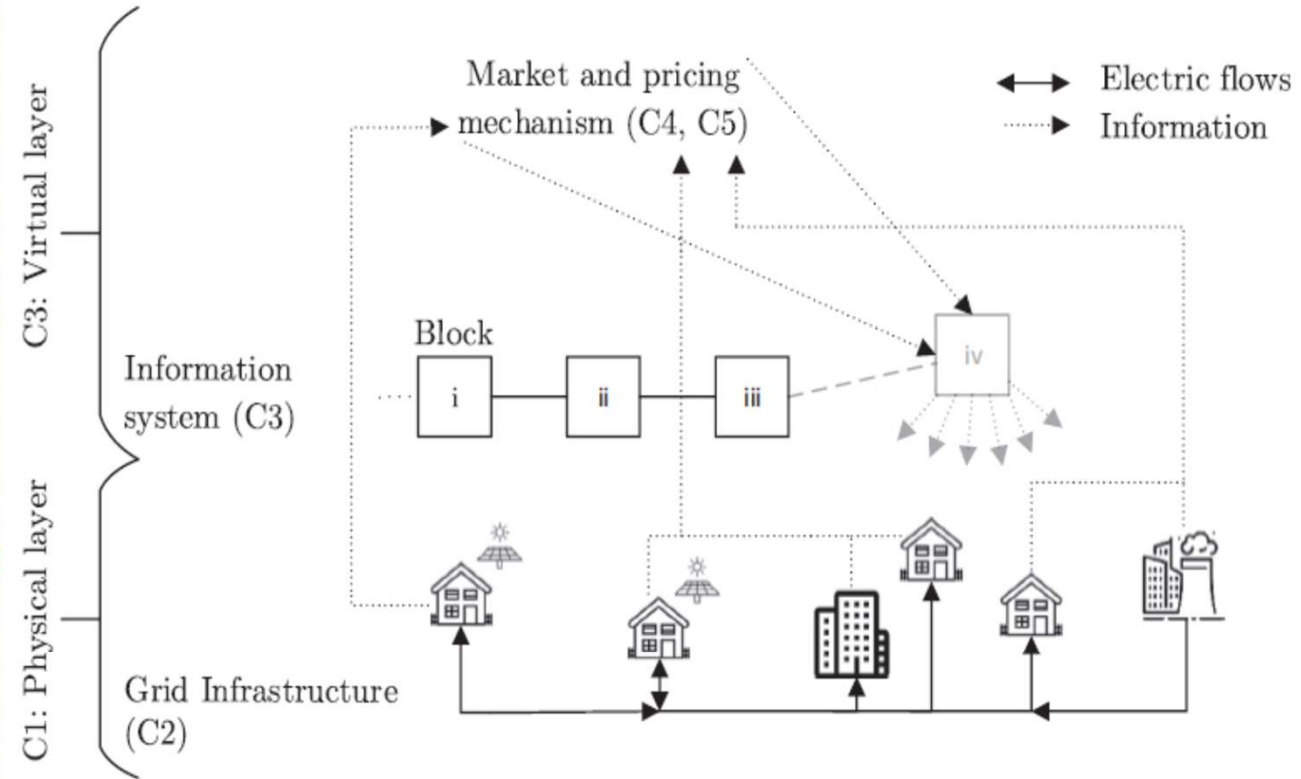 Market and pricing
mechanism (C4, C5)
Electric flows
Information
C3: Virtual layer
Block
Information
system (C3)
i
ii
iii
iv
C1: Physical layer
Grid Infrastructure
(C2)